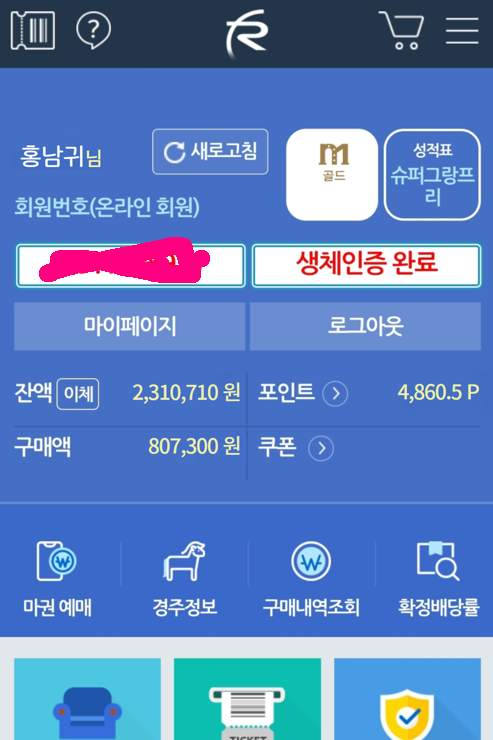 홍남귀님
새로고침
m
골드
성적표
슈퍼그랑프
리
회원번호(온라인 회원)
생체인증 완료
마이페이지
로그아웃
잔액 이체 2,310,710 원
포인트 4,860.5 P
구매액 807,300 원
쿠폰
마권 예매
경주정보
구매내역조회
확정배당률
TICKET